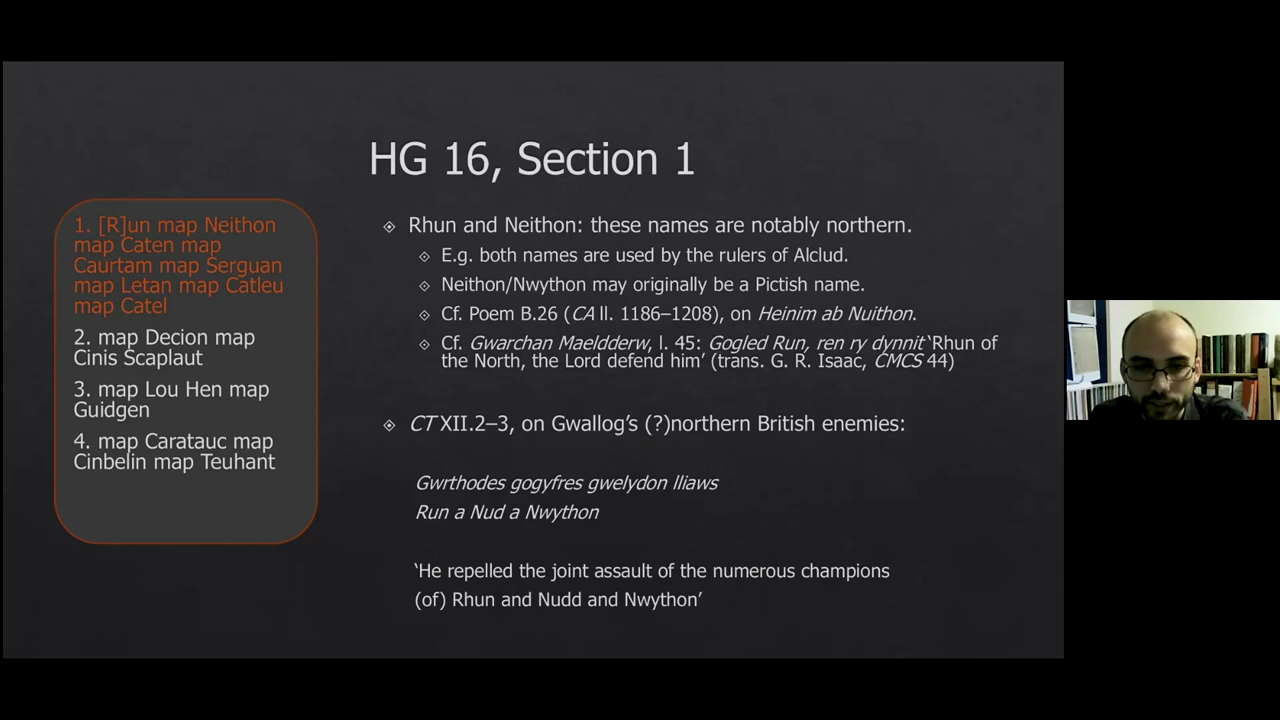 HG 16, Section 1
1. [R]un map Neithon
map Caten map
Caurtam map Serguan
map Letan map Catleu
map Catel
2. map Decion map
Cinis Scaplaut
3. map Lou Hen map
Guidgen
4. map Caratauc map
Cinbelin map Teuhant
Rhun and Neithon: these names are notably northern.
E.g. both names are used by the rulers of Alclud.
Neithon/Nwython may originally be a Pictish name.
Cf. Poem B.26 (CA ll. 1186–1208), on Heinim ab Nuithon.
Cf. Gwarchan Maeldderw, l. 45: Gogled Run, ren ry dynnit ‘Rhun of
the North, the Lord defend him’ (trans. G. R. Isaac, CMCS 44)
CT XII.2–3, on Gwallog’s (?)northern British enemies:
Gwrthodes gogyfres gwelydon lliaws
Run a Nud a Nwython
‘He repelled the joint assault of the numerous champions
(of) Rhun and Nudd and Nwython’